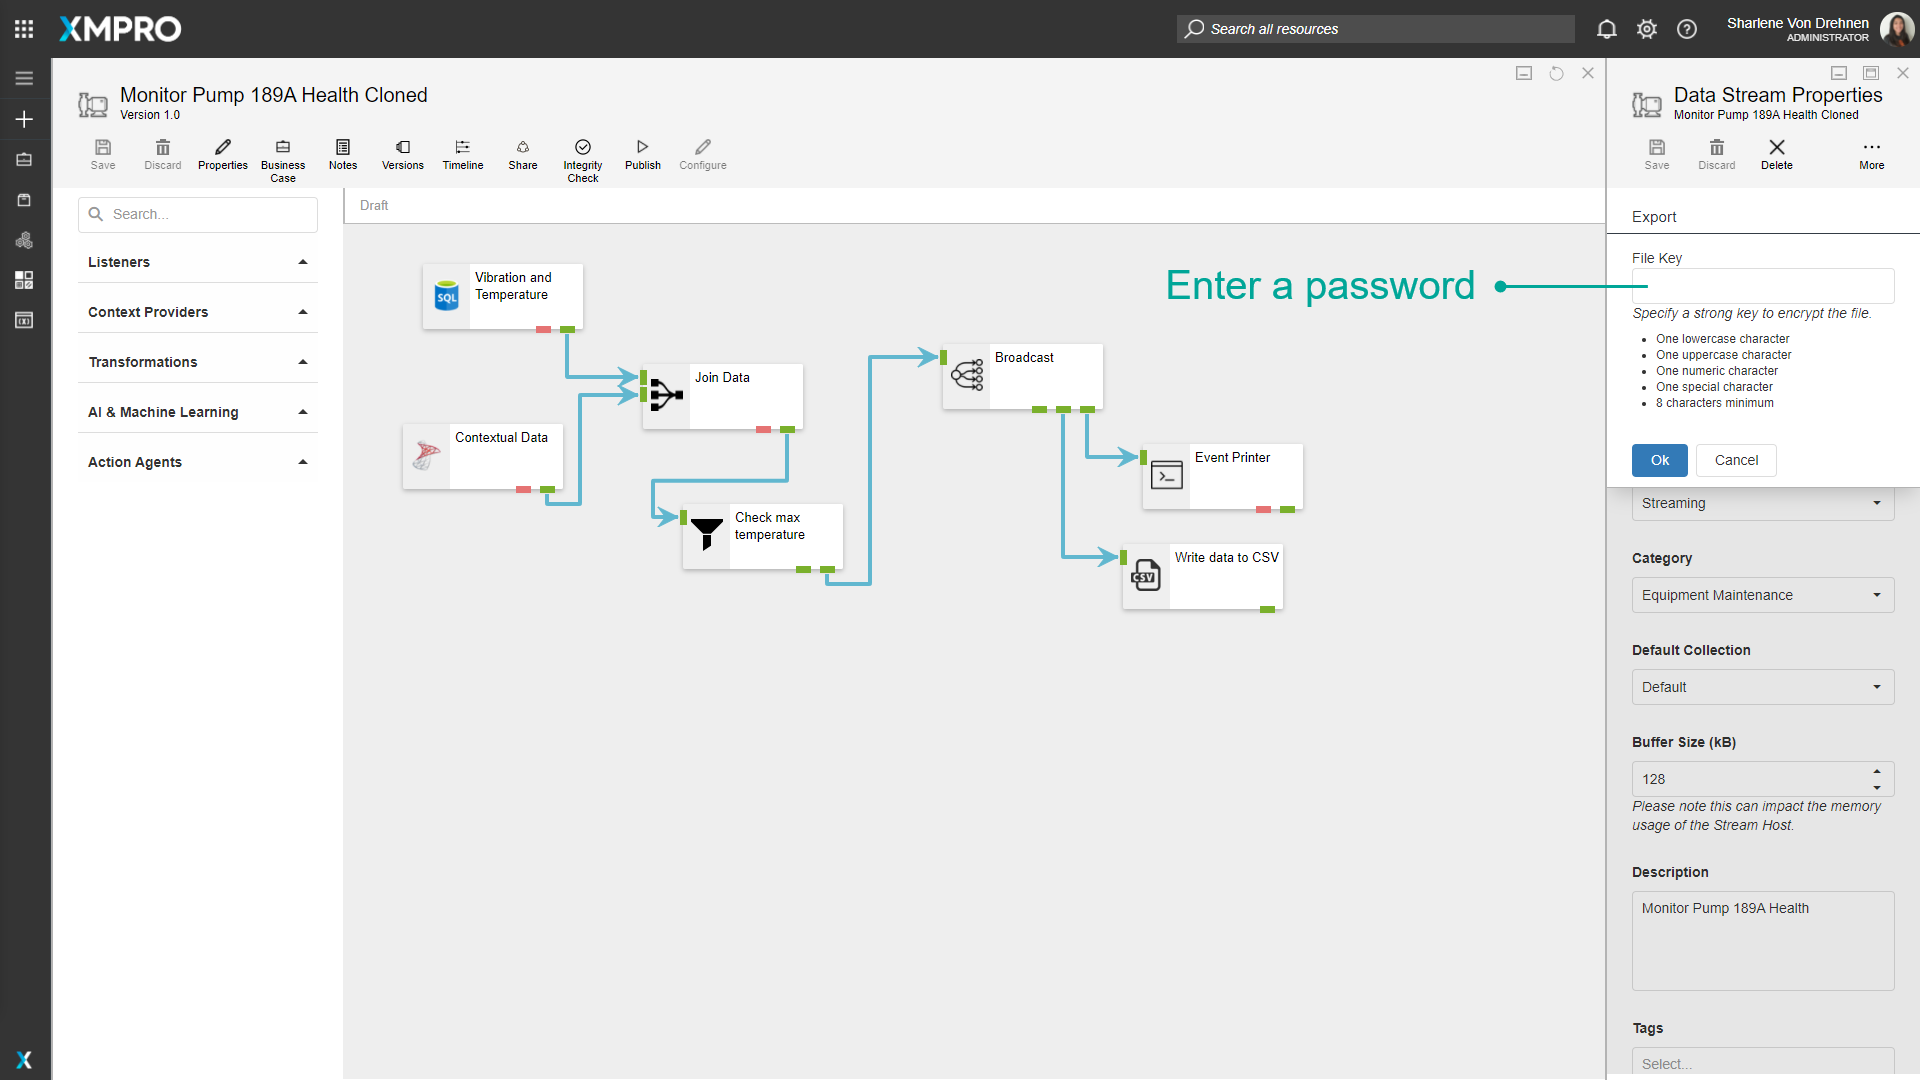 XMPRO
Search all resources
Sharlene Von Drehnen
ADMINISTRATOR
Monitor Pump 189A Health Cloned
Version 1.0
Save
Discard
Properties
Business Case
Notes
Versions
Timeline
Share
Integrity Check
Publish
Configure
Search...
Listeners
Context Providers
Transformations
AI & Machine Learning
Action Agents
Draft
Vibration and
Temperature
SQL
Join Data
Contextual Data
Check max
temperature
Broadcast
Event Printer
Write data to CSV
CSV
Enter a password
Data Stream Properties
Monitor Pump 189A Health Cloned
Save
Discard
Delete
More
Export
File Key
Specify a strong key to encrypt the file.
One lowercase character
One uppercase character
One numeric character
One special character
8 characters minimum
Ok
Cancel
Streaming
Category
Equipment Maintenance
Default Collection
Default
Buffer Size (kB)
128
Please note this can impact the memory
usage of the Stream Host.
Description
Monitor Pump 189A Health
Tags
Select...